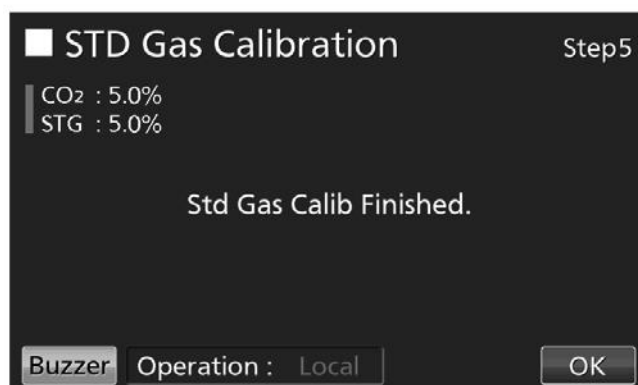 STD Gas Calibration Step5
CO2 : 5.0%
STG : 5.0%
Std Gas Calib Finished.
Buzzer Operation : Local OK